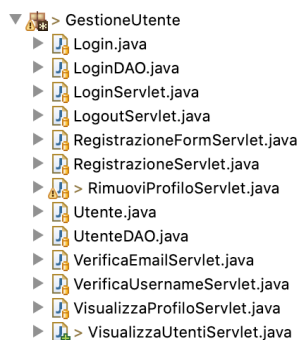 > GestioneUtente
Login.java
LoginDAO.java
LoginServlet.java
LogoutServlet.java
RegistrazioneFormServlet.java
RegistrazioneServlet.java
> RimuoviProfiloServlet.java
Utente.java
UtenteDAO.java
VerificaEmailServlet.java
VerificaUsernameServlet.java
VisualizzaProfiloServlet.java
> VisualizzaUtentiServlet.java